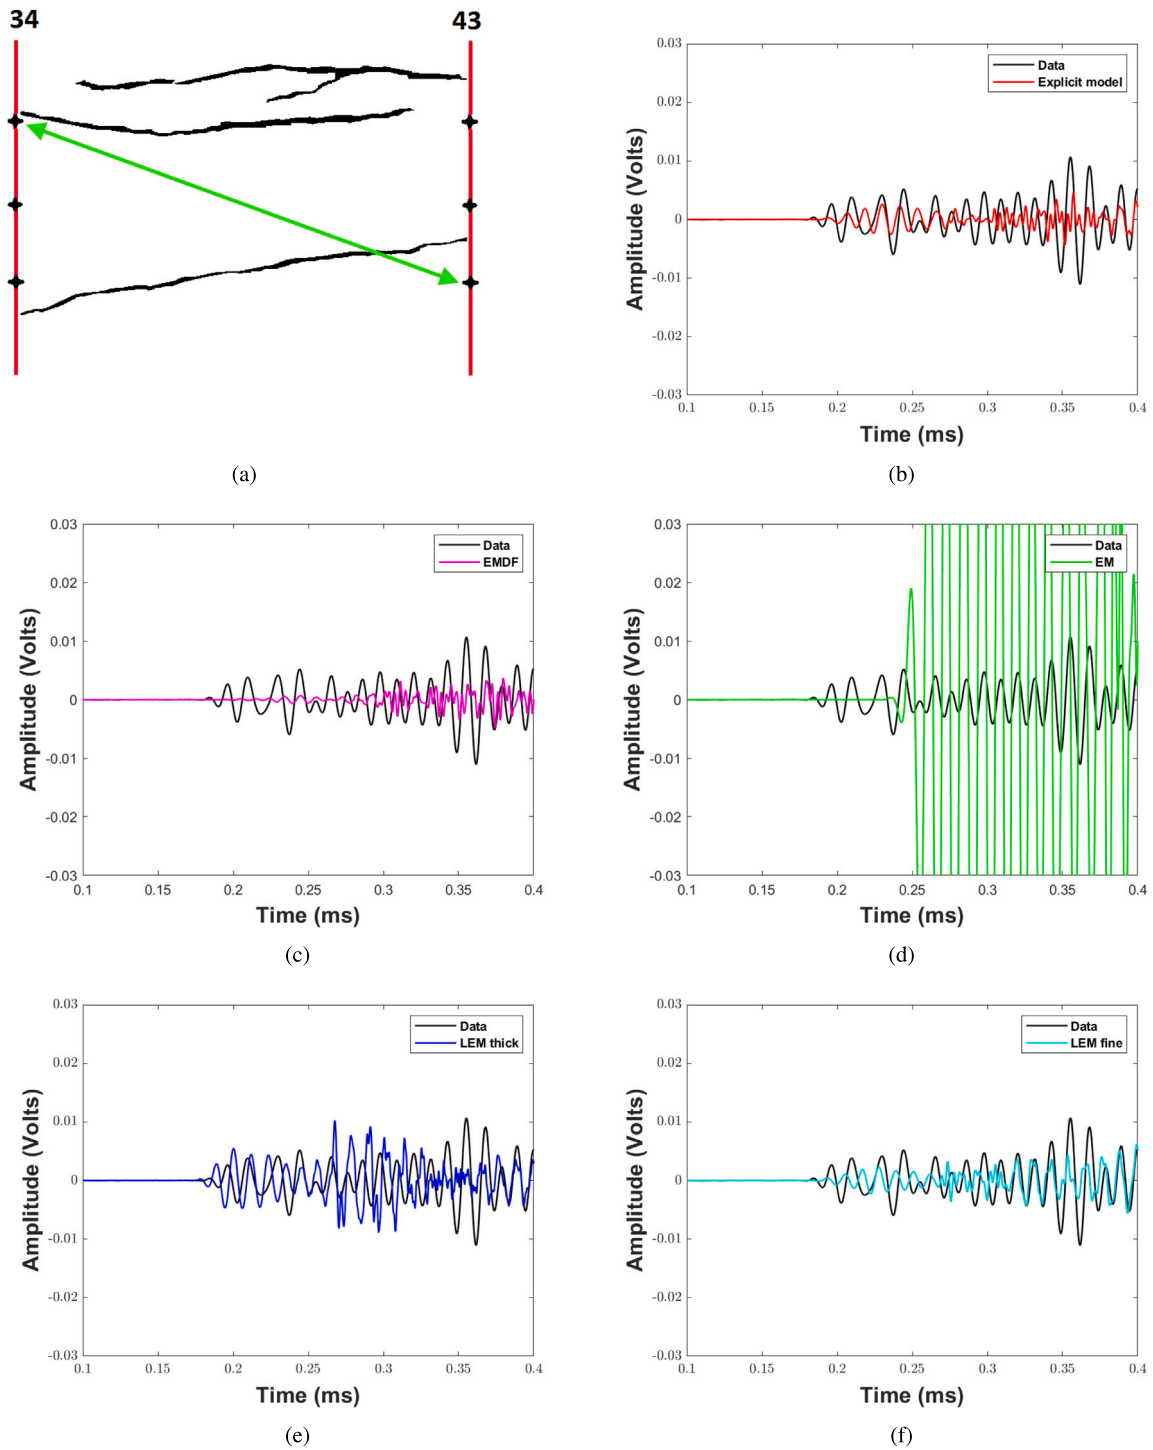 34
43
(a)
0.03
0.02
0.01
0
-0.01
-0.02
-0.03
Amplitude (Volts)
Data
Explicit model
0.1 0.15 0.2 0.25 0.3 0.35 0.4
Time (ms)
(b)
0.03
0.02
0.01
0
-0.01
-0.02
-0.03
Amplitude (Volts)
Data
EMDF
0.1 0.15 0.2 0.25 0.3 0.35 0.4
Time (ms)
(c)
0.03
0.02
0.01
0
-0.01
-0.02
-0.03
Amplitude (Volts)
Data
EM
0.1 0.15 0.2 0.25 0.3 0.35 0.4
Time (ms)
(d)
0.03
0.02
0.01
0
-0.01
-0.02
-0.03
Amplitude (Volts)
Data
LEM thick
0.1 0.15 0.2 0.25 0.3 0.35 0.4
Time (ms)
(e)
0.03
0.02
0.01
0
-0.01
-0.02
-0.03
Amplitude (Volts)
Data
LEM fine
0.1 0.15 0.2 0.25 0.3 0.35 0.4
Time (ms)
(f)